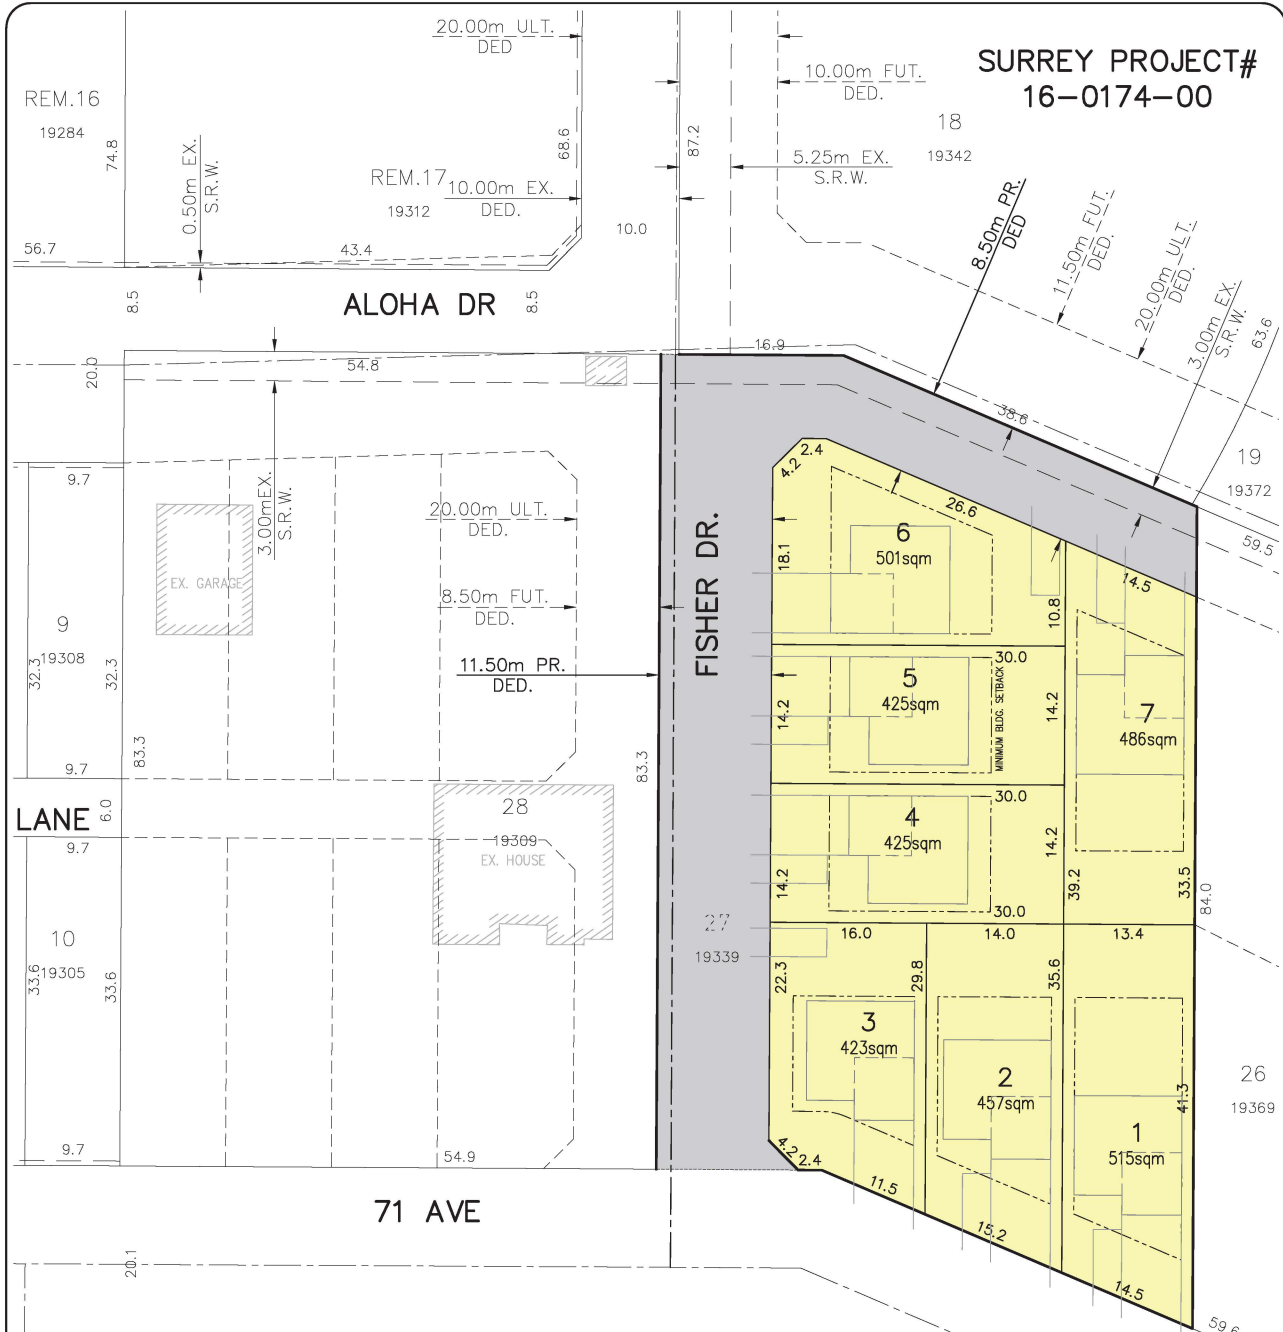 SURREY PROJECT#
16-0174-00
20.00m ULT.
DED
10.00m FUT.
DED.
REM.16
19284
74.8
0.50m EX.
S.R.W.
REM.17
19312
10.00m EX.
DED.
68.6
87.2
5.25m EX.
S.R.W.
18
19342
8.50m PR.
DED
11.50m FUT.
DED.
20.00m ULT.
DED.
3.00m EX.
S.R.W.
63.6
56.7
43.4
10.0
8.5
ALOHA DR
8.5
16.9
20.0
54.8
38.6
19
19372
59.5
9.7
3.00mEX.
S.R.W.
20.00m ULT.
DED.
EX. GARAGE
8.50m FUT.
DED.
11.50m PR.
DED.
FISHER DR.
4.2
2.4
26.6
18.1
6
501sqm
10.8
14.5
9
19308
32.3
32.3
83.3
83.3
30.0
5
425sqm
14.2
14.2
MINIMUM BLDG. SETBACK
7
486sqm
9.7
LANE
6.0
9.7
28
19309
EX. HOUSE
30.0
4
425sqm
14.2
14.2
30.0
39.2
33.5
84.0
27
19339
16.0
14.0
13.4
10
19305
33.6
33.6
22.3
29.8
35.6
3
423sqm
2
457sqm
1
515sqm
41.3
26
19369
9.7
54.9
4.2
2.4
11.5
15.2
14.5
71 AVE
20.1
59.6